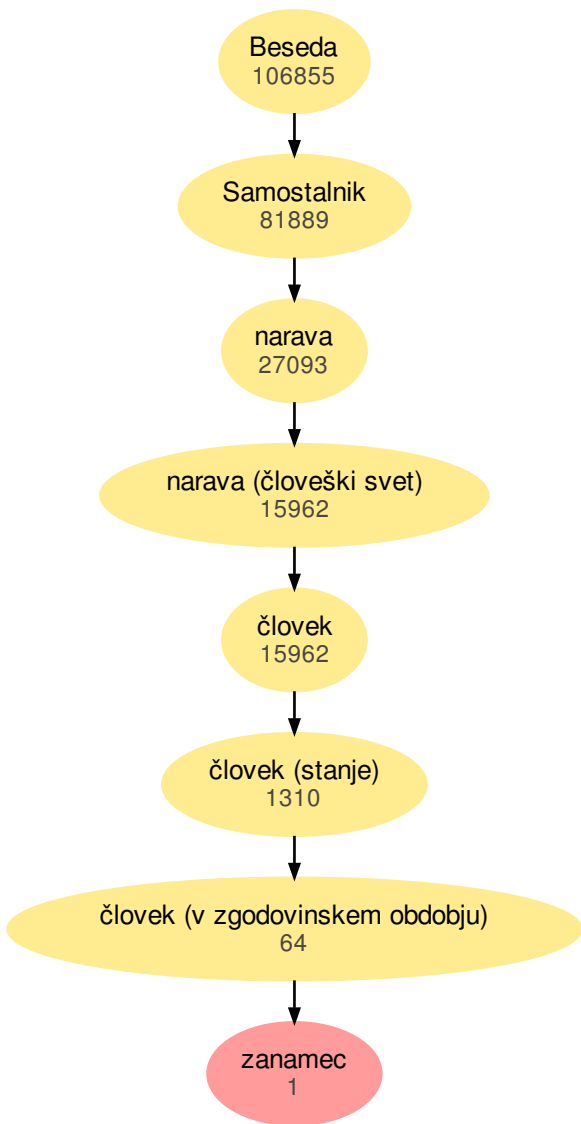 Beseda
106855
Samostalnik
81889
narava
27093
narava (človeški svet)
15962
človek
15962
človek (stanje)
1310
človek (v zgodovinskem obdobju)
64
zanamec
1